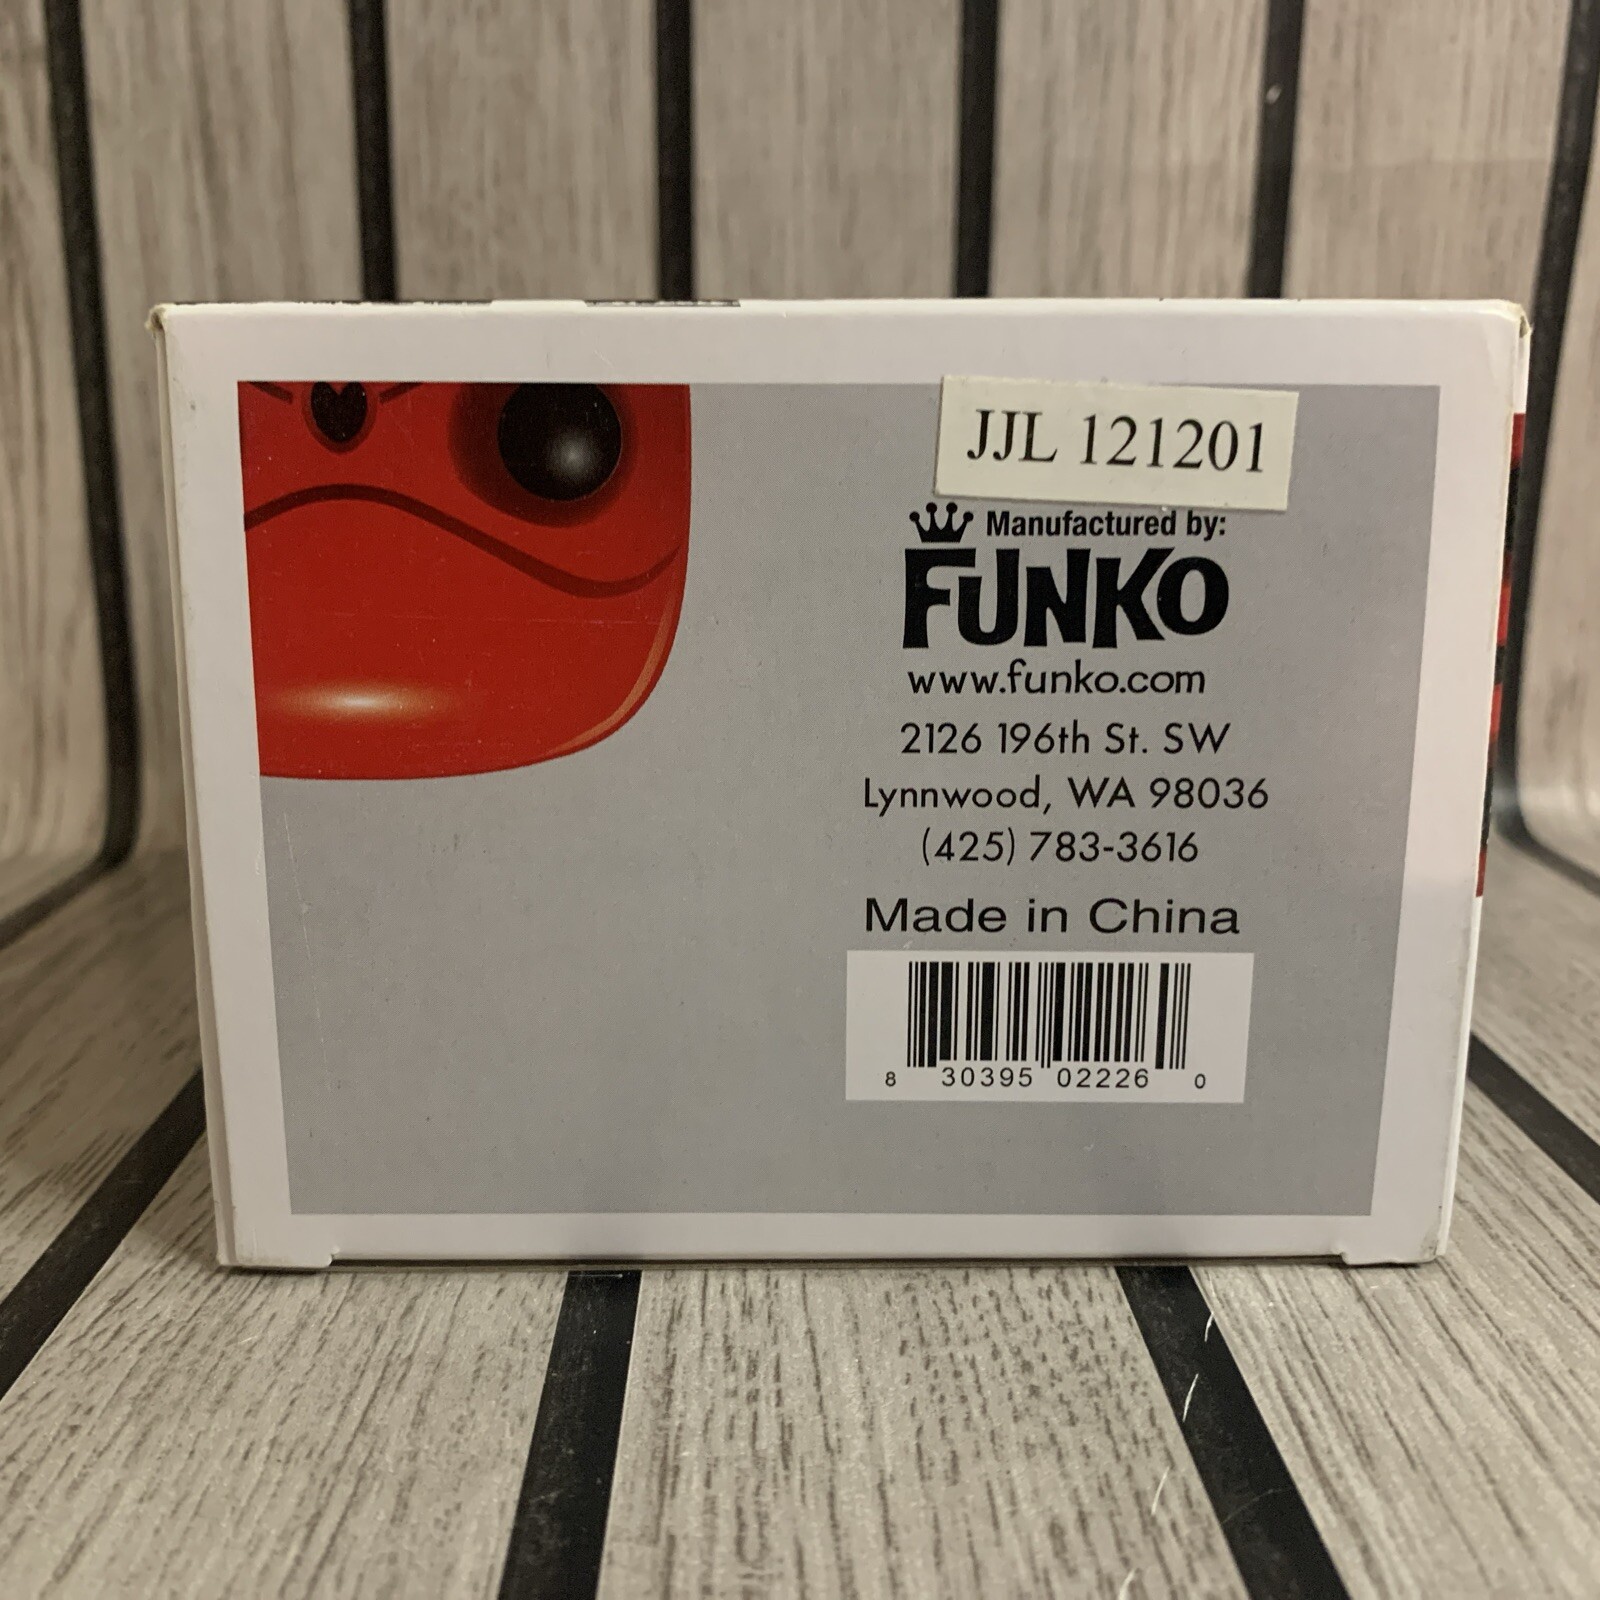 JJL 121201
Manufactured by:
FUNKO
www.funko.com
2126 196th St. SW
Lynnwood, WA 98036
(425) 783-3616
Made in China
8 30395 02226 0